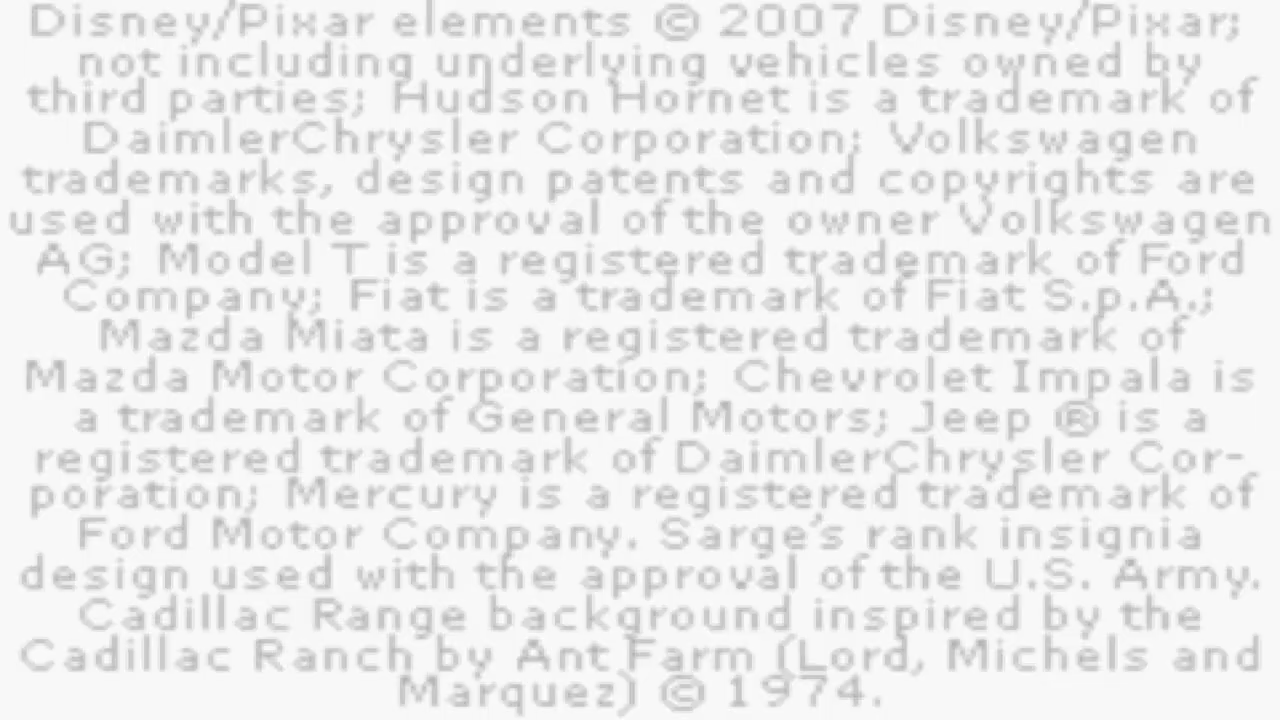 Disney/Pixar elements © 2007 Disney/Pixar;
not including underlying vehicles owned by
third parties; Hudson Hornet is a trademark of
DaimlerChrysler Corporation; Volkswagen
trademarks, design patents and copyrights are
used with the approval of the owner Volkswagen
AG; Model T is a registered trademark of Ford
Company; Fiat is a trademark of Fiat S.p.A.;
Mazda Miata is a registered trademark of
Mazda Motor Corporation; Chevrolet Impala is
a trademark of General Motors; Jeep ® is a
registered trademark of DaimlerChrysler Cor-
poration; Mercury is a registered trademark of
Ford Motor Company. Sarge's rank insignia
design used with the approval of the U.S. Army.
Cadillac Range background inspired by the
Cadillac Ranch by Ant Farm (Lord, Michels and
Marquez) © 1974.